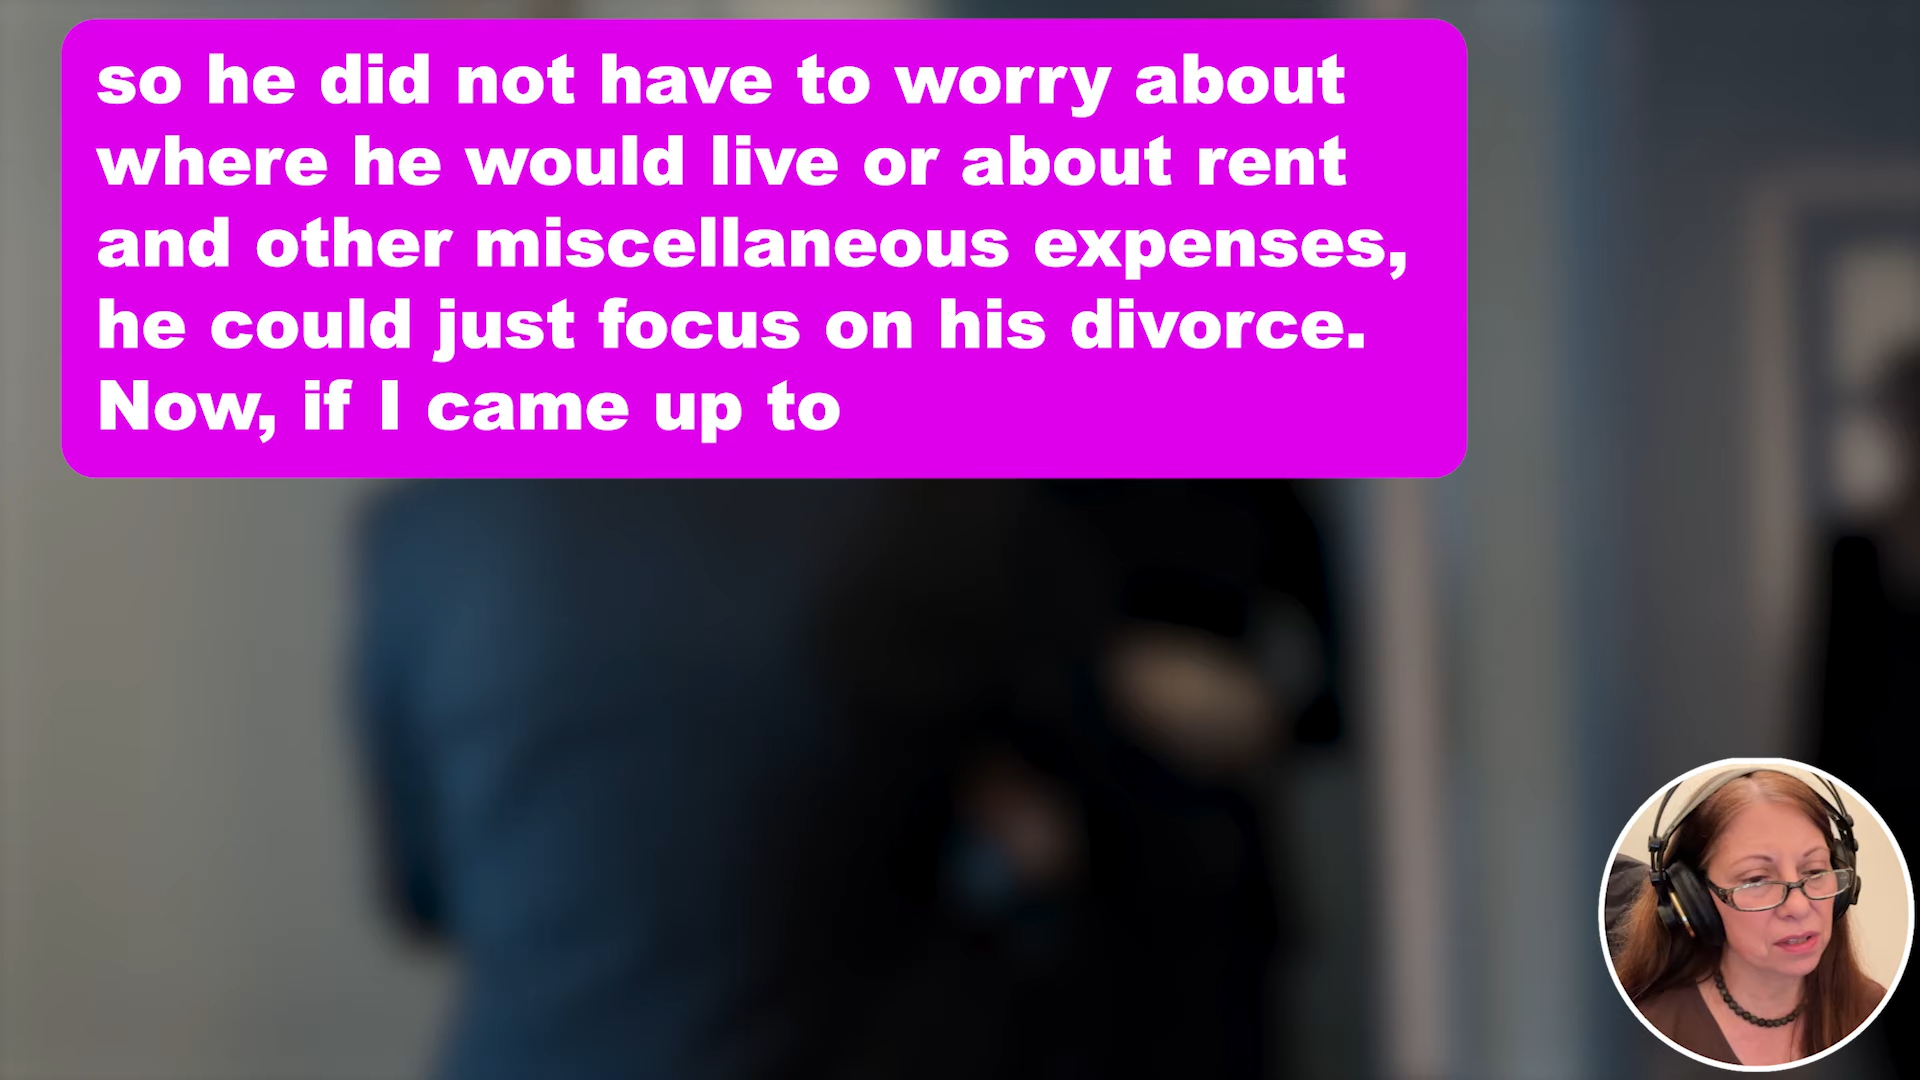 so he did not have to worry about
where he would live or about rent
and other miscellaneous expenses,
he could just focus on his divorce.
Now, if I came up to